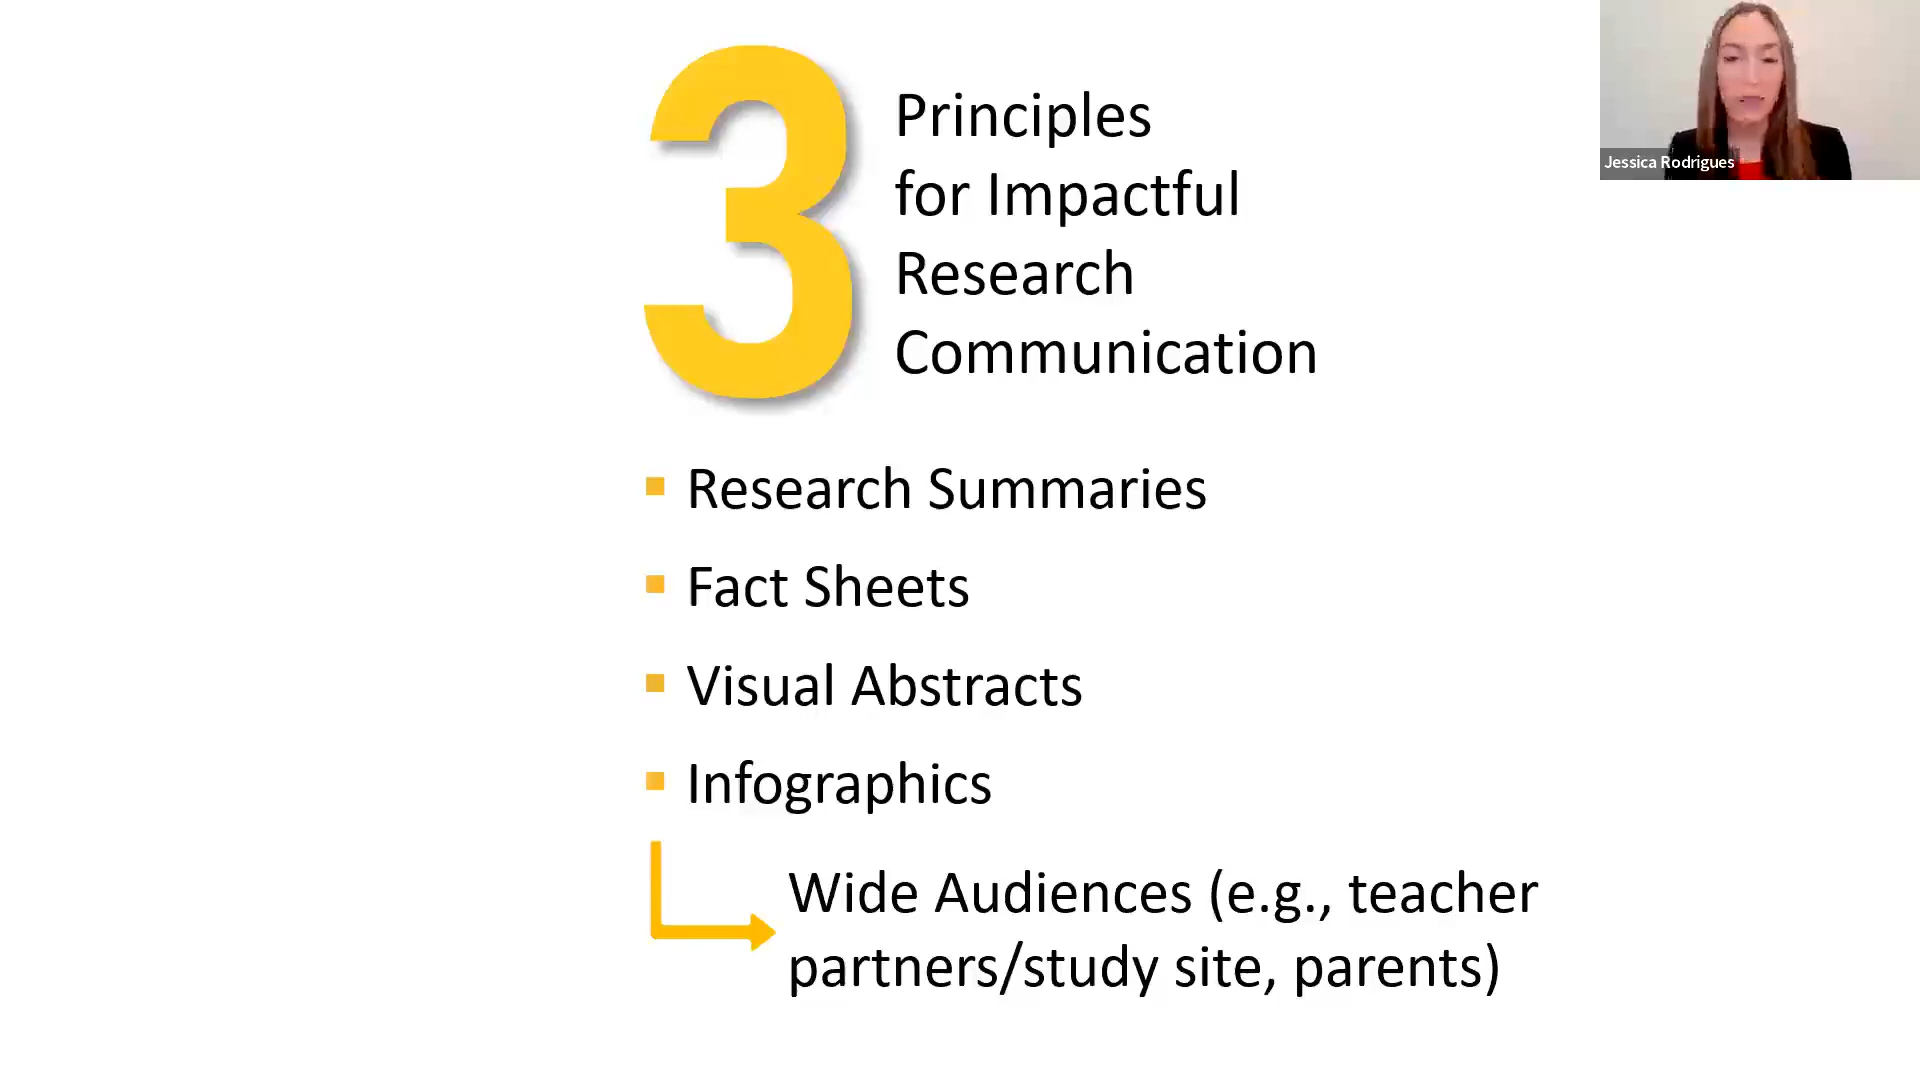 3
Principles
for Impactful
Research
Communication
Research Summaries
Fact Sheets
Visual Abstracts
Infographics
Wide Audiences (e.g., teacher
partners/study site, parents)
Jessica Rodrigues